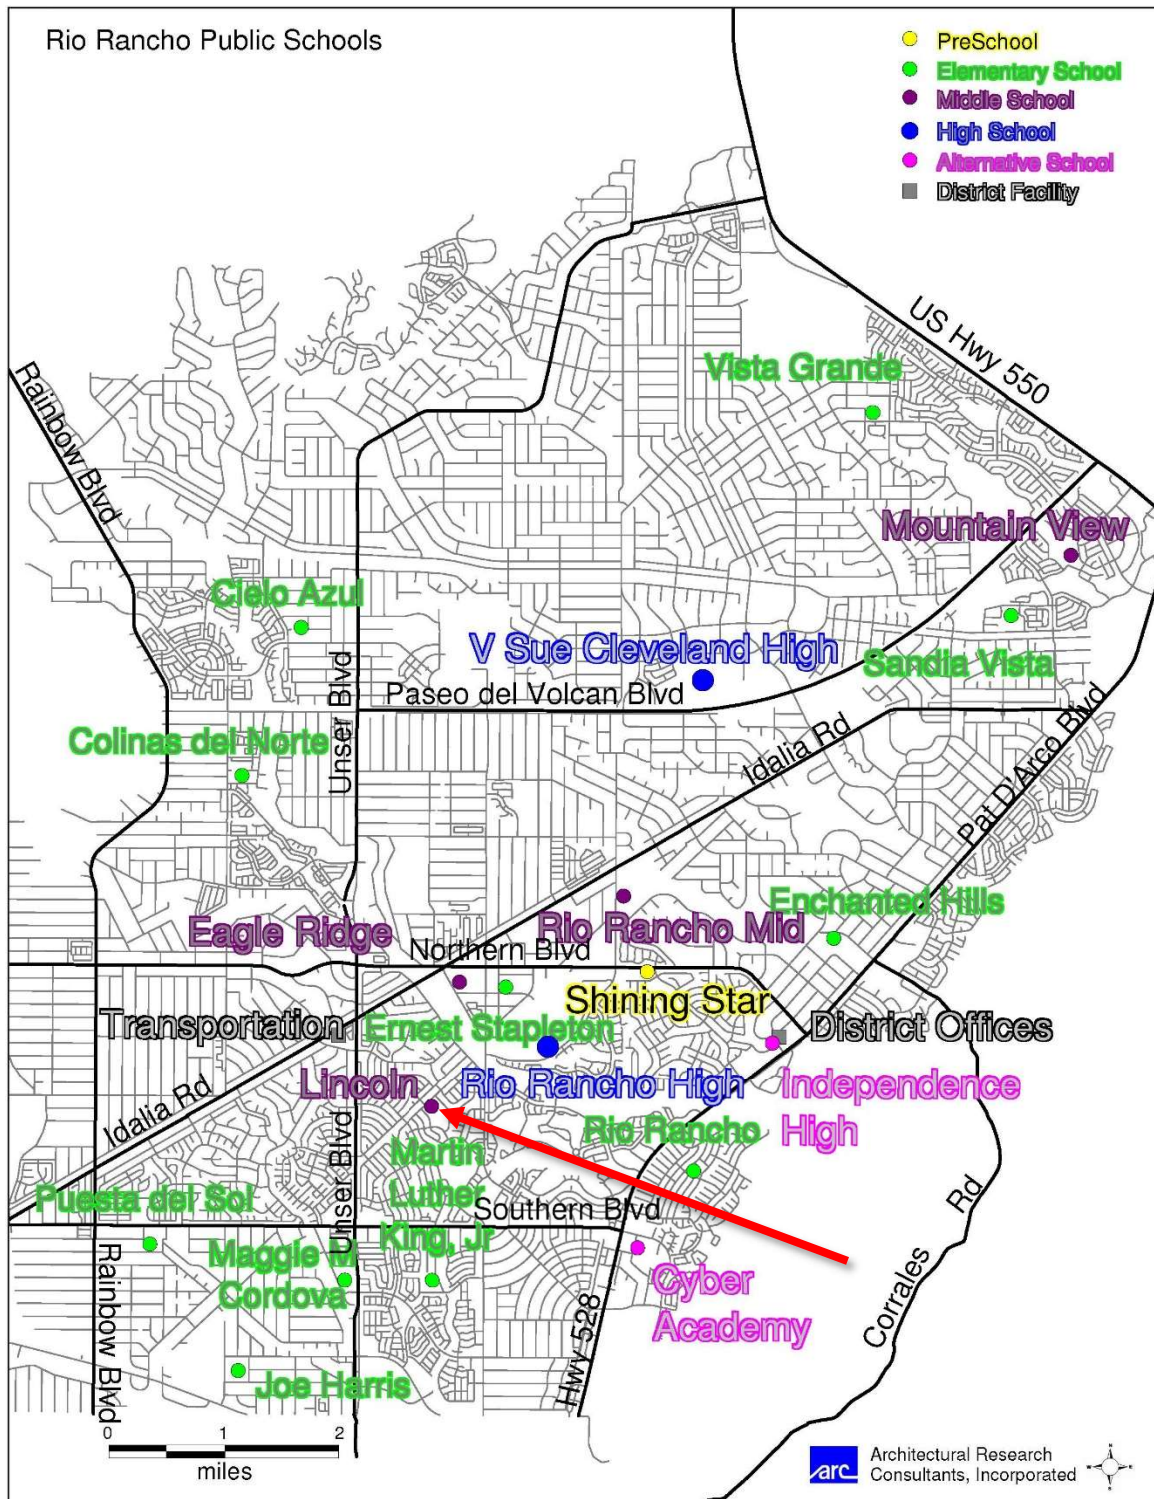 Rio Rancho Public Schools
PreSchool
Elementary School
Middle School
High School
Alternative School
District Facility
US Hwy 550
Vista Grande
Rainbow Blvd
Mountain View
Cielo Azul
V Sue Cleveland High
Sandia Vista
Unser Blvd
Paseo del Volcan Blvd
Colinas del Norte
Idalia Rd
Pat D'Arco Blvd
Enchanted Hills
Eagle Ridge
Rio Rancho Mid
Northern Blvd
Shining Star
Transportation
Ernest Stapleton
District Offices
Lincoln
Rio Rancho High
Independence
High
Idalia Rd
Rio Rancho
Martin
Luther
King, Jr
Unser Blvd
Puesta del Sol
Southern Blvd
Corrales Rd
Maggie M
Cordova
Rainbow Blvd
Cyber
Academy
Hwy 528
Joe Harris
0 1 2
miles
arc
Architectural Research
Consultants, Incorporated